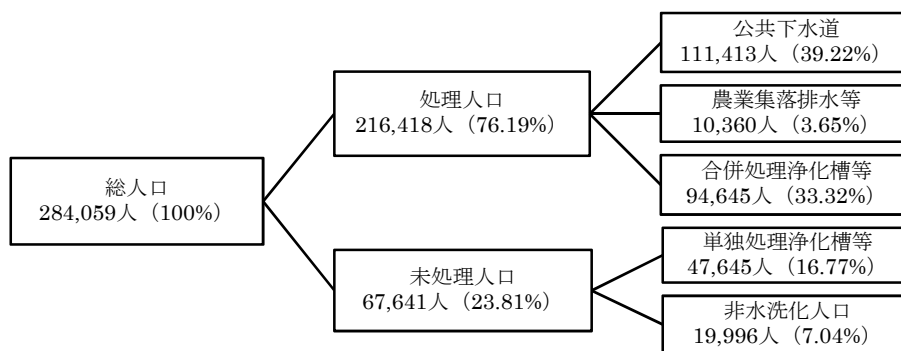 総人口
284,059人（100%）
処理人口
216,418人（76.19%）
未処理人口
67,641人（23.81%）
公共下水道
111,413人（39.22%）
農業集落排水等
10,360人（3.65%）
合併処理浄化槽等
94,645人（33.32%）
単独処理浄化槽等
47,645人（16.77%）
非水洗化人口
19,996人（7.04%）